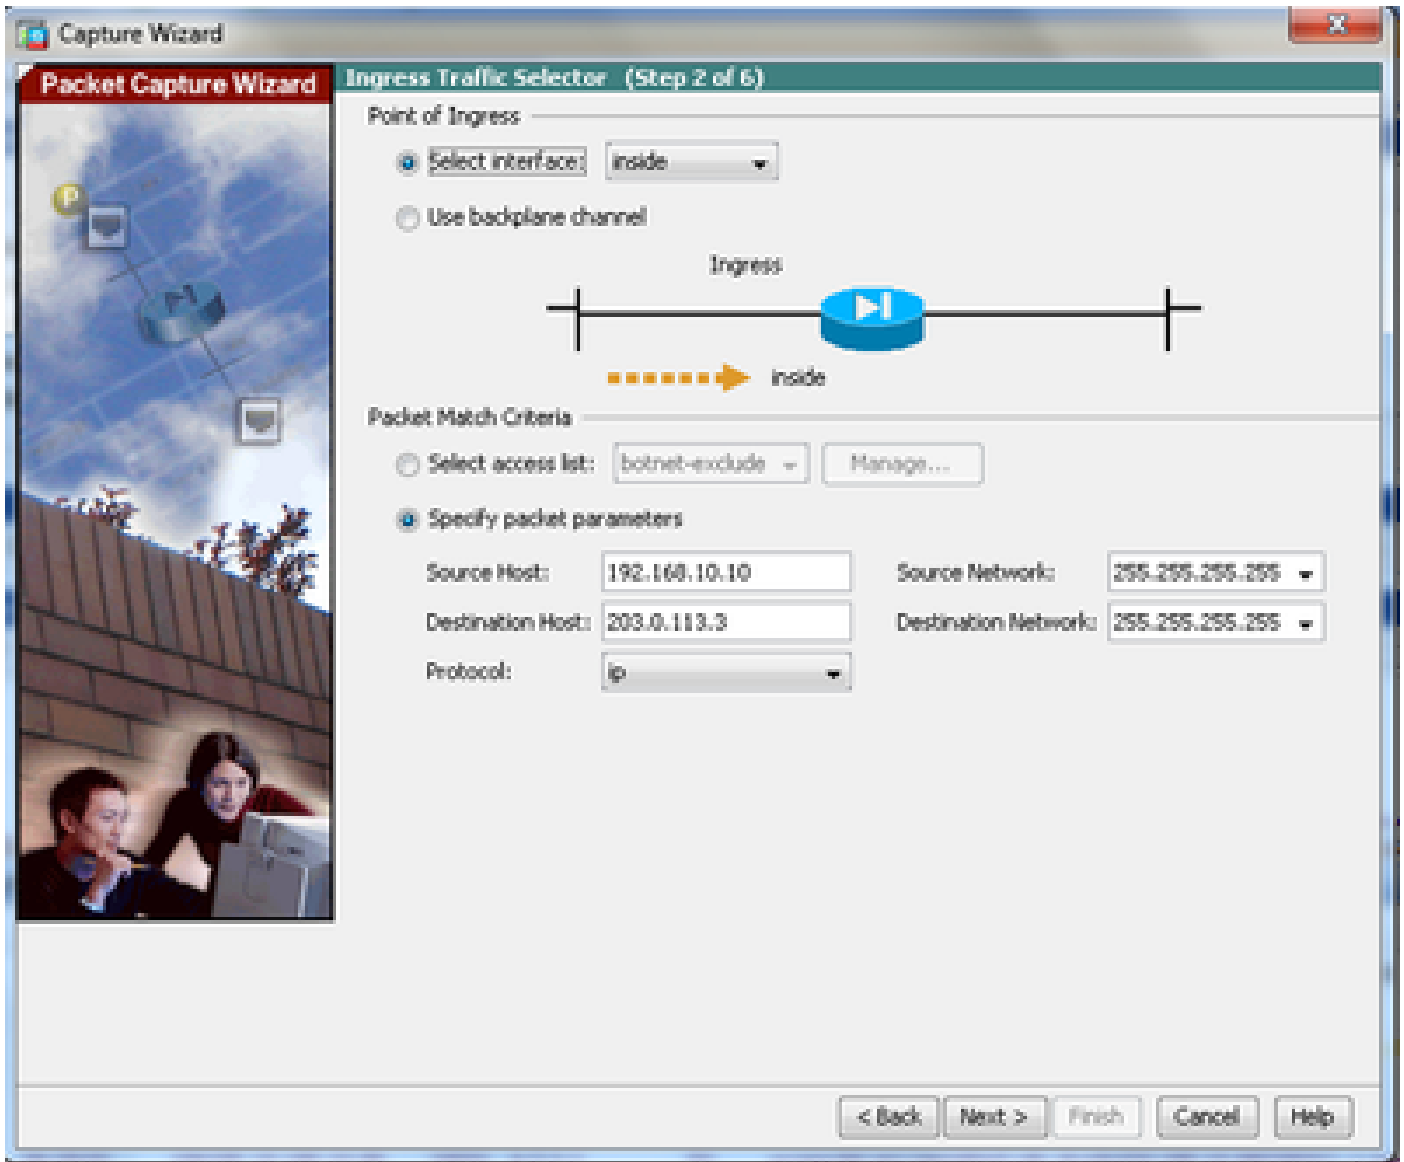 Capture Wizard
Packet Capture Wizard
Ingress Traffic Selector (Step 2 of 6)
Point of Ingress
Select interface: inside
Use backplane channel
Ingress
inside
Packet Match Criteria
Select access list: botnet-exclude Manage...
Specify packet parameters
Source Host: 192.168.10.10 Source Network: 255.255.255.255
Destination Host: 203.0.113.3 Destination Network: 255.255.255.255
Protocol: ip
< Back Next > Finish Cancel Help